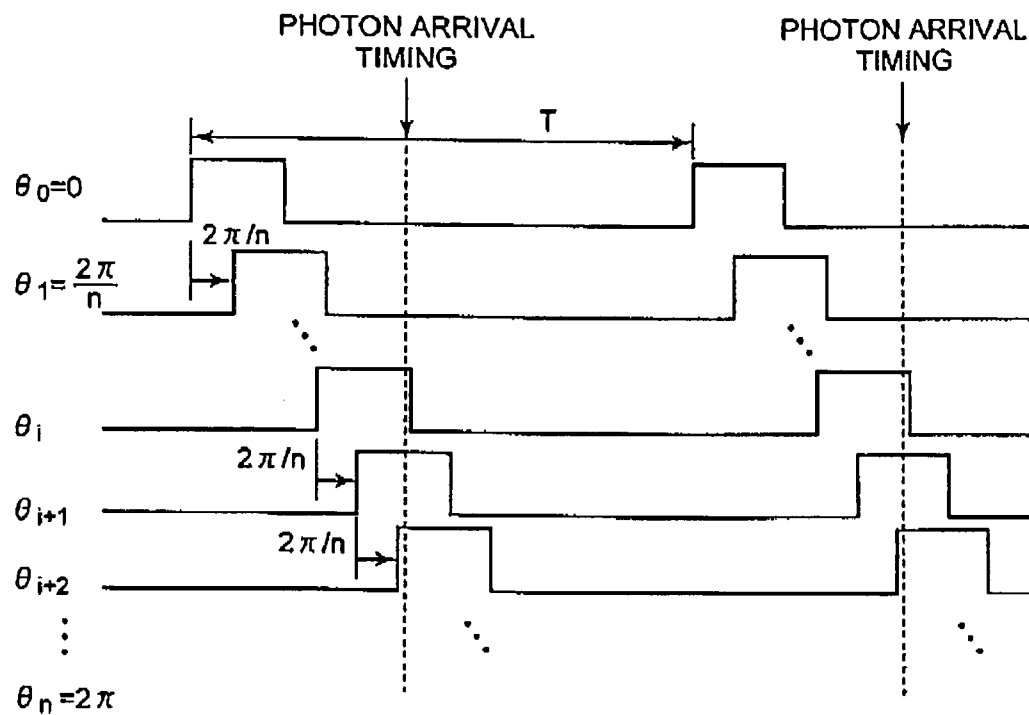 PHOTON ARRIVAL
TIMING
PHOTON ARRIVAL
TIMING
T
θ0=0
2π/n
θ1=2π/n
θi
2π/n
θi+1
2π/n
θi+2
θn=2π